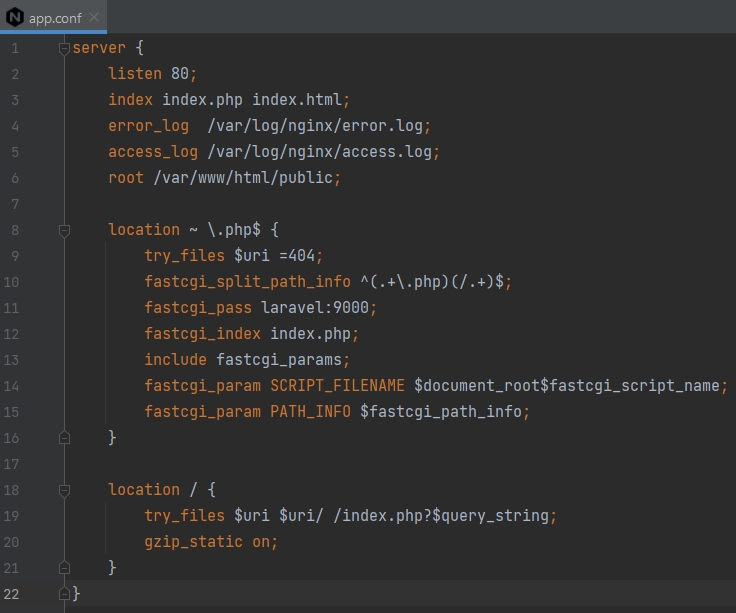 app.conf
1 server {
2     listen 80;
3     index index.php index.html;
4     error_log  /var/log/nginx/error.log;
5     access_log /var/log/nginx/access.log;
6     root /var/www/html/public;
7
8     location ~ \.php$ {
9         try_files $uri =404;
10         fastcgi_split_path_info ^(.+\.php)(/.+)$;
11         fastcgi_pass laravel:9000;
12         fastcgi_index index.php;
13         include fastcgi_params;
14         fastcgi_param SCRIPT_FILENAME $document_root$fastcgi_script_name;
15         fastcgi_param PATH_INFO $fastcgi_path_info;
16     }
17
18     location / {
19         try_files $uri $uri/ /index.php?$query_string;
20         gzip_static on;
21     }
22 }